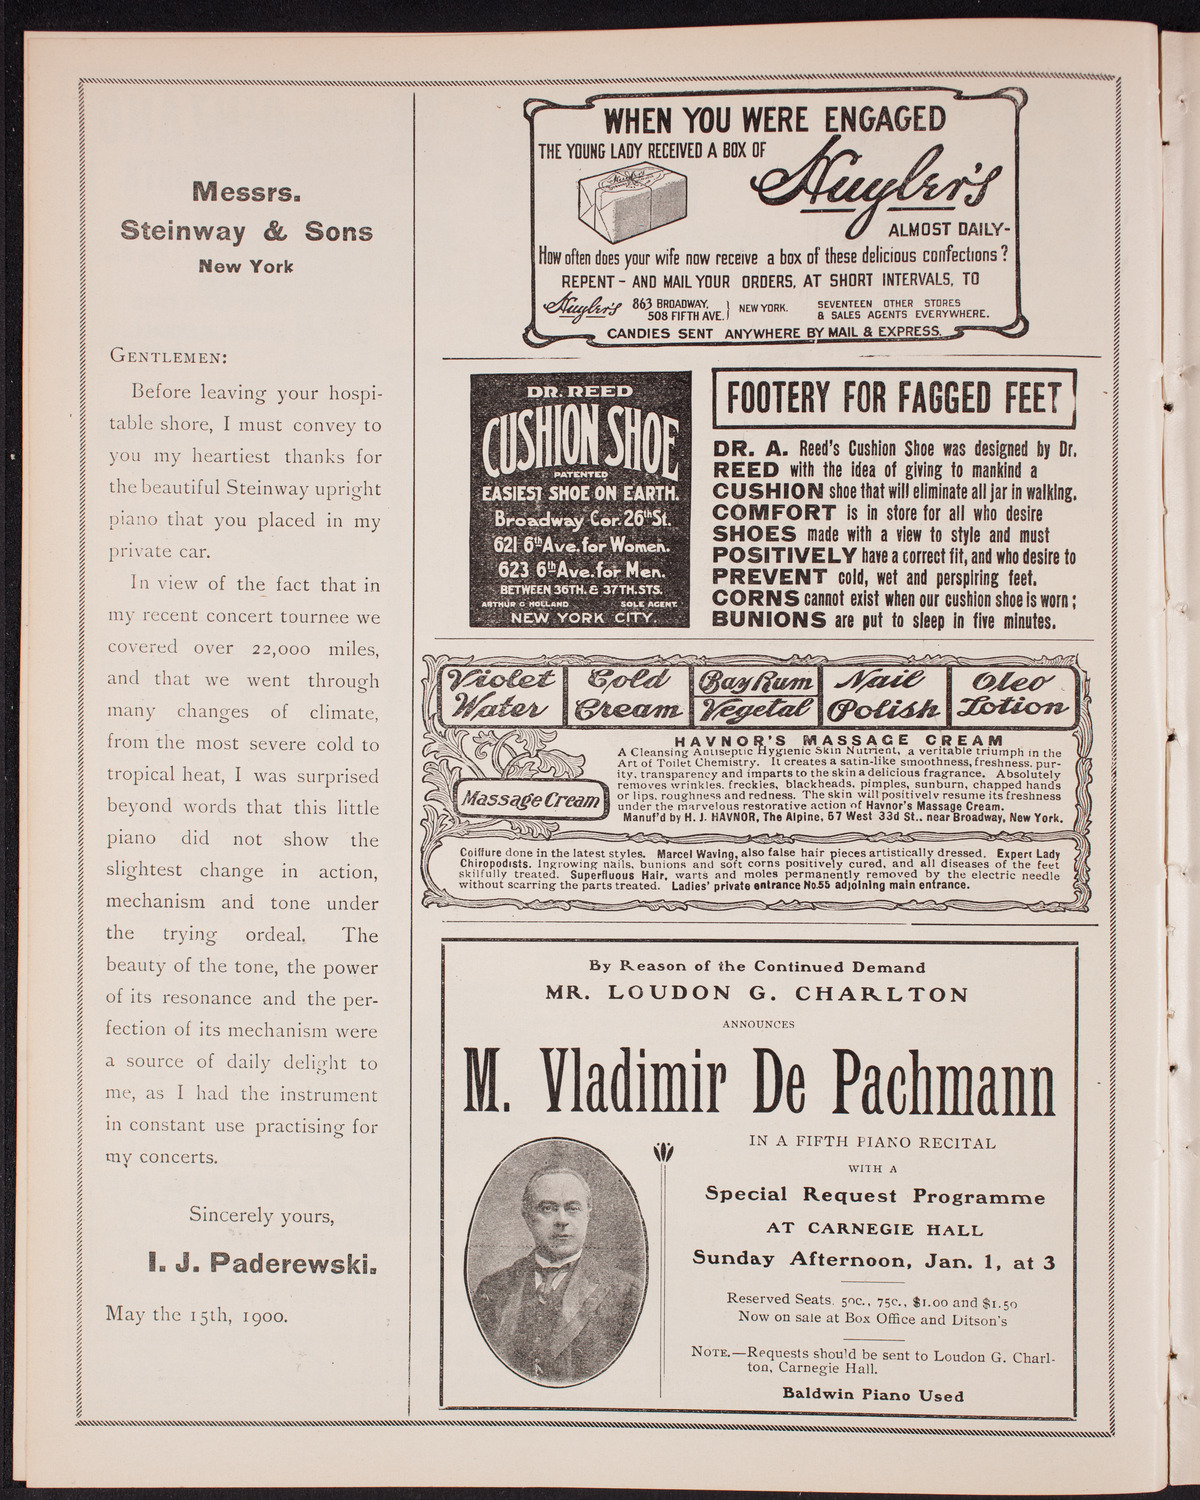 Messrs.
Steinway & Sons
New York
GENTLEMEN:
Before leaving your hospi-
table shore, I must convey to
you my heartiest thanks for
the beautiful Steinway upright
piano that you placed in my
private car.
In view of the fact that in
my recent concert tournee we
covered over 22,000 miles,
and that we went through
many changes of climate,
from the most severe cold to
tropical heat, I was surprised
beyond words that this little
piano did not show the
slightest change in action,
mechanism and tone under
the trying ordeal. The
beauty of the tone, the power
of its resonance and the per-
fection of its mechanism were
a source of daily delight to
me, as I had the instrument
in constant use practising for
my concerts.
Sincerely yours,
I. J. Paderewski.
May the 15th, 1900.
WHEN YOU WERE ENGAGED
THE YOUNG LADY RECEIVED A BOX OF
Huyler's
ALMOST DAILY-
How often does your wife now receive a box of these delicious confections?
REPENT - AND MAIL YOUR ORDERS, AT SHORT INTERVALS, TO
Huyler's 863 BROADWAY, 508 FIFTH AVE. } NEW YORK. SEVENTEEN OTHER STORES & SALES AGENTS EVERYWHERE.
CANDIES SENT ANYWHERE BY MAIL & EXPRESS.
DR. REED
CUSHION SHOE
PATENTED
EASIEST SHOE ON EARTH.
Broadway Cor. 26th St.
621 6th Ave. for Women.
623 6th Ave. for Men.
BETWEEN 36TH. & 37TH. STS.
ARTHUR G HOLLAND SOLE AGENT.
NEW YORK CITY.
FOOTERY FOR FAGGED FEET
DR. A. Reed's Cushion Shoe was designed by Dr.
REED with the idea of giving to mankind a
CUSHION shoe that will eliminate all jar in walking.
COMFORT is in store for all who desire
SHOES made with a view to style and must
POSITIVELY have a correct fit, and who desire to
PREVENT cold, wet and perspiring feet.
CORNS cannot exist when our cushion shoe is worn;
BUNIONS are put to sleep in five minutes.
Violet Water
Cold Cream
Bay Rum
Vegetal
Nail Polish
Oleo Lotion
Massage Cream
HAVNOR'S MASSAGE CREAM
A Cleansing Antiseptic Hygienic Skin Nutrient, a veritable triumph in the
Art of Toilet Chemistry. It creates a satin-like smoothness, freshness, pur-
ity, transparency and imparts to the skin a delicious fragrance. Absolutely
removes wrinkles, freckles, blackheads, pimples, sunburn, chapped hands
or lips, roughness and redness. The skin will positively resume its freshness
under the marvelous restorative action of Havnor's Massage Cream.
Manuf'd by H. J. HAVNOR, The Alpine, 57 West 33d St., near Broadway, New York.
Coiffure done in the latest styles. Marcel Waving, also false hair pieces artistically dressed. Expert Lady
Chiropodists. Ingrowing nails, bunions and soft corns positively cured, and all diseases of the feet
skilfully treated. Superfluous Hair, warts and moles permanently removed by the electric needle
without scarring the parts treated. Ladies' private entrance No. 55 adjoining main entrance.
By Reason of the Continued Demand
MR. LOUDON G. CHARLTON
ANNOUNCES
M. Vladimir De Pachmann
IN A FIFTH PIANO RECITAL
WITH A
Special Request Programme
AT CARNEGIE HALL
Sunday Afternoon, Jan. 1, at 3
Reserved Seats, 50c., 75c., $1.00 and $1.50
Now on sale at Box Office and Ditson's
NOTE.—Requests should be sent to Loudon G. Charl-
ton, Carnegie Hall.
Baldwin Piano Used